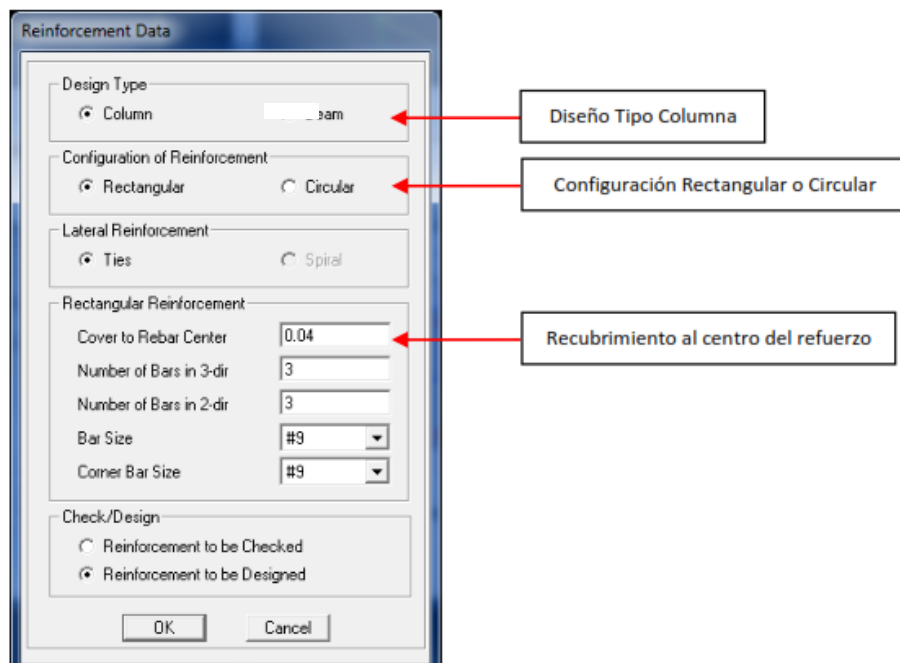 Reinforcement Data
Design Type
Column
Diseño Tipo Columna
Configuration of Reinforcement
Rectangular Circular
Configuración Rectangular o Circular
Lateral Reinforcement
Ties Spiral
Rectangular Reinforcement
Cover to Rebar Center 0.04
Recubrimiento al centro del refuerzo
Number of Bars in 3-dir 3
Number of Bars in 2-dir 3
Bar Size #9
Corner Bar Size #9
Check/Design
Reinforcement to be Checked
Reinforcement to be Designed
OK Cancel